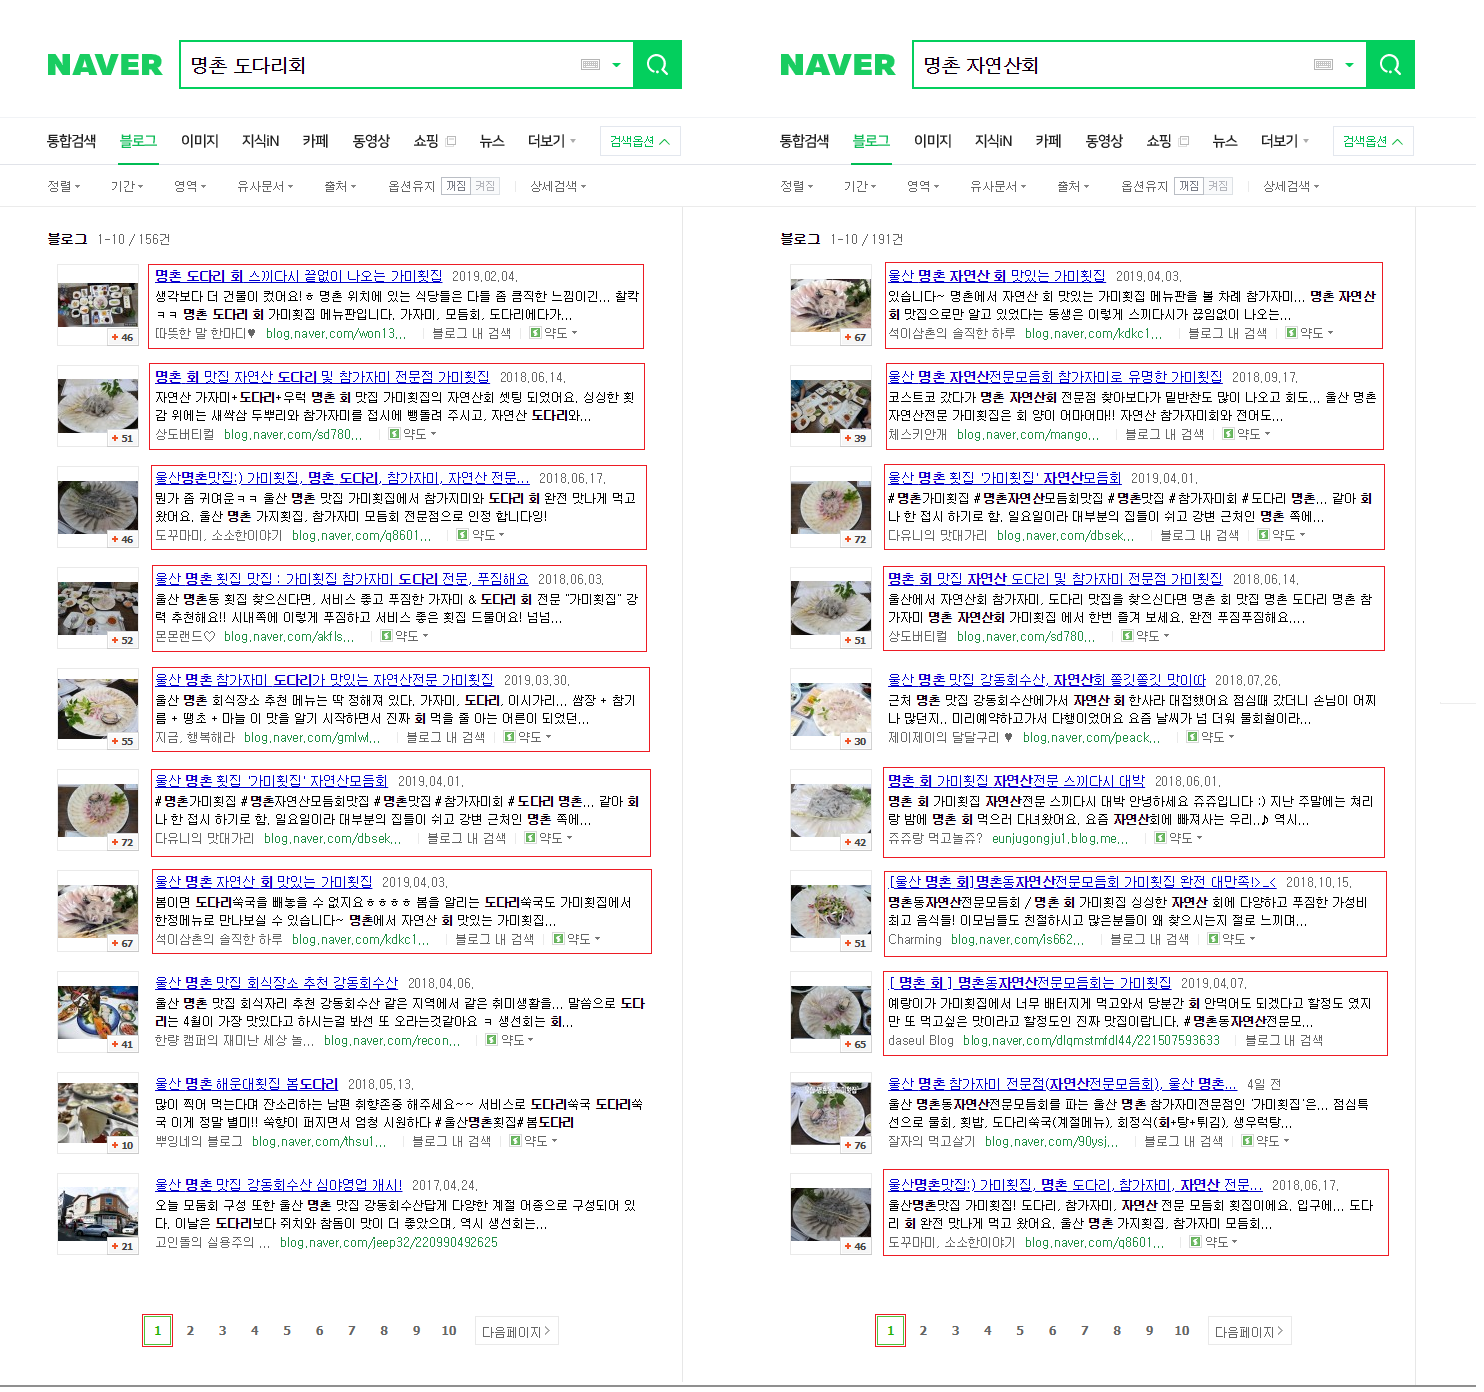 NAVER
명촌 도다리회
통합검색 블로그 이미지 지식iN 카페 동영상 쇼핑 뉴스 더보기 검색옵션
정렬 기간 영역 유사문서 출처 옵션유지 꺼짐 켜짐 상세검색
블로그 1-10 / 156건
명촌 도다리 회 스끼다시 끝없이 나오는 가미횟집 2019.02.04.
생각보다 더 건물이 컸어요!ㅎ 명촌 위치에 있는 식당들은 다들 좀 큼직한 느낌이긴... 찰칵
ㅋㅋ 명촌 도다리 회 가미횟집 메뉴판입니다. 가자미, 모듬회, 도다리에다가...
따뜻한 말 한마디♥ blog.naver.com/won13... 블로그 내 검색 약도
+ 46
명촌 회 맛집 자연산 도다리 및 참가자미 전문점 가미횟집 2018.06.14.
자연산 가자미+도다리+우럭 명촌 회 맛집 가미횟집의 자연산회 셋팅 되었어요. 싱싱한 횟
감 위에는 새싹삼 두뿌리와 참가자미를 접시에 뺑돌려 주시고, 자연산 도다리와...
상도버티컬 blog.naver.com/sd780... 약도
+ 51
울산명촌맛집:) 가미횟집, 명촌 도다리, 참가자미, 자연산 전문... 2018.06.17.
뭔가 좀 귀여운ㅋㅋ 울산 명촌 맛집 가미횟집에서 참가지미와 도다리 회 완전 맛나게 먹고
왔어요. 울산 명촌 가지횟집, 참가자미 모듬회 전문점으로 인정 합니다잉!
도꾸마미, 소소한이야기 blog.naver.com/q8601... 약도
+ 46
울산 명촌 횟집 맛집 : 가미횟집 참가자미 도다리 전문, 푸짐해요 2018.06.03.
울산 명촌동 횟집 찾으신다면, 서비스 좋고 푸짐한 가자미 & 도다리 회 전문 "가미횟집" 강
력 추천해요!! 시내쪽에 이렇게 푸짐하고 서비스 좋은 횟집 드물어요! 넘넘...
몬몬랜드♡ blog.naver.com/akfls... 약도
+ 52
울산 명촌 참가자미 도다리가 맛있는 자연산전문 가미횟집 2019.03.30.
울산 명촌 회식장소 추천 메뉴는 딱 정해져 있다. 가자미, 도다리, 이시가리... 쌈장 + 참기
름 + 땡초 + 마늘 이 맛을 알기 시작하면서 진짜 회 먹을 줄 아는 어른이 되었던...
지금, 행복해라 blog.naver.com/gmlwl... 블로그 내 검색 약도
+ 55
울산 명촌 횟집 '가미횟집' 자연산모듬회 2019.04.01.
#명촌가미횟집 #명촌자연산모듬회맛집 #명촌맛집 #참가자미회 #도다리 명촌... 같아 회
나 한 접시 하기로 함. 일요일이라 대부분의 집들이 쉬고 강변 근처인 명촌 쪽에...
다유니의 맛대가리 blog.naver.com/dbsek... 블로그 내 검색 약도
+ 72
울산 명촌 자연산 회 맛있는 가미횟집 2019.04.03.
봄이면 도다리쑥국을 빼놓을 수 없지요ㅎㅎㅎㅎ 봄을 알리는 도다리쑥국도 가미횟집에서
한정메뉴로 만나보실 수 있습니다~ 명촌에서 자연산 회 맛있는 가미횟집...
석이삼촌의 솔직한 하루 blog.naver.com/kdkc1... 블로그 내 검색 약도
+ 67
울산 명촌 맛집 회식장소 추천 강동회수산 2018.04.06.
울산 명촌 맛집 회식자리 추천 강동회수산 같은 지역에서 같은 취미생활을... 말씀으로 도다
리는 4월이 가장 맛있다고 하시는걸 봐선 또 오라는것같아요 ㅋ 생선회는 회...
한량 캠퍼의 재미난 세상 놀... blog.naver.com/recon... 약도
+ 41
울산 명촌 해운대횟집 봄도다리 2018.05.13.
많이 찍어 먹는다며 잔소리하는 남편 취향존중 해주세요~~ 서비스로 도다리쑥국 도다리쑥
국 이게 정말 별미!! 쑥향이 퍼지면서 엄청 시원하다 #울산명촌횟집#봄도다리
뿌잉네의 블로그 blog.naver.com/thsu1... 블로그 내 검색 약도
+ 10
울산 명촌 맛집 강동회수산 심야영업 개시! 2017.04.24.
오늘 모듬회 구성 또한 울산 명촌 맛집 강동회수산답게 다양한 계절 어종으로 구성되어 있
다. 이날은 도다리보다 쥐치와 참돔이 맛이 더 좋았으며, 역시 생선회는...
고인돌의 실용주의 ... blog.naver.com/jeep32/220990492625
+ 21
1 2 3 4 5 6 7 8 9 10 다음페이지
NAVER
명촌 자연산회
통합검색 블로그 이미지 지식iN 카페 동영상 쇼핑 뉴스 더보기 검색옵션
정렬 기간 영역 유사문서 출처 옵션유지 꺼짐 켜짐 상세검색
블로그 1-10 / 191건
울산 명촌 자연산 회 맛있는 가미횟집 2019.04.03.
있습니다~ 명촌에서 자연산 회 맛있는 가미횟집 메뉴판을 볼 차례 참가자미... 명촌 자연산
회 맛집으로만 알고 있었다는 동생은 이렇게 스끼다시가 끊임없이 나오는...
석이삼촌의 솔직한 하루 blog.naver.com/kdkc1... 블로그 내 검색 약도
+ 67
울산 명촌 자연산전문모듬회 참가자미로 유명한 가미횟집 2018.09.17.
코스트코 갔다가 명촌 자연산회 전문점 찾아보다가 밑반찬도 많이 나오고 회도... 울산 명촌
자연산전문 가미횟집은 회 양이 어마어마!! 자연산 참가자미회와 전어도...
체스키안개 blog.naver.com/mango... 블로그 내 검색 약도
+ 39
울산 명촌 횟집 '가미횟집' 자연산모듬회 2019.04.01.
#명촌가미횟집 #명촌자연산모듬회맛집 #명촌맛집 #참가자미회 #도다리 명촌... 같아 회
나 한 접시 하기로 함. 일요일이라 대부분의 집들이 쉬고 강변 근처인 명촌 쪽에...
다유니의 맛대가리 blog.naver.com/dbsek... 블로그 내 검색 약도
+ 72
명촌 회 맛집 자연산 도다리 및 참가자미 전문점 가미횟집 2018.06.14.
울산에서 자연산회 참가자미, 도다리 맛집을 찾으신다면 명촌 회 맛집 명촌 도다리 명촌 참
가자미 명촌 자연산회 가미횟집 에서 한번 즐겨 보세요. 완전 푸짐푸짐해요....
상도버티컬 blog.naver.com/sd780... 약도
+ 51
울산 명촌 맛집 강동회수산, 자연산회 쫄깃쫄깃 맛이따 2018.07.26.
근처 명촌 맛집 강동회수산에가서 자연산 회 한사라 대접했어요 점심때 갔더니 손님이 어찌
나 많던지.. 미리예약하고가서 다행이었어요 요즘 날씨가 넘 더워 물회철이라...
제이제이의 달달구리 ♥ blog.naver.com/peack... 약도
+ 30
명촌 회 가미횟집 자연산전문 스끼다시 대박 2018.06.01.
명촌 회 가미횟집 자연산전문 스끼다시 대박 안녕하세요 쥬쥬입니다 :) 지난 주말에는 쳐리
랑 밤에 명촌 회 먹으러 다녀왔어요. 요즘 자연산회에 빠져사는 우리..♪ 역시...
쥬쥬랑 먹고놀쥬? eunjugongju1.blog.me... 약도
+ 42
[울산 명촌 회]명촌동자연산전문모듬회 가미횟집 완전 대만족!>_< 2018.10.15.
명촌동자연산전문모듬회 / 명촌 회 가미횟집 싱싱한 자연산 회에 다양하고 푸짐한 가성비
최고 음식들! 이모님들도 친절하시고 많은분들이 왜 찾으시는지 절로 느끼며...
Charming blog.naver.com/is662... 블로그 내 검색 약도
+ 51
[ 명촌 회 ] 명촌동자연산전문모듬회는 가미횟집 2019.04.07.
예랑이가 가미횟집에서 너무 배터지게 먹고와서 당분간 회 안먹어도 되겠다고 할정도 였지
만 또 먹고싶은 맛이라고 할정도인 진짜 맛집이랍니다. #명촌동자연산전문모...
daseul Blog blog.naver.com/dlqmstmfdl44/221507593633 블로그 내 검색
+ 65
울산 명촌 참가자미 전문점(자연산전문모듬회), 울산 명촌... 4일 전
울산 명촌동자연산전문모듬회를 파는 울산 명촌 참가자미전문점인 '가미횟집'은... 점심특
선으로 물회, 횟밥, 도다리쑥국(계절메뉴), 회정식(회+탕+튀김), 생우럭탕...
잘자의 먹고살기 blog.naver.com/90ysj... 블로그 내 검색 약도
+ 76
울산명촌맛집:) 가미횟집, 명촌 도다리, 참가자미, 자연산 전문... 2018.06.17.
울산명촌맛집 가미횟집! 도다리, 참가자미, 자연산 전문 모듬회 횟집이에요. 입구에... 도다
리 회 완전 맛나게 먹고 왔어요. 울산 명촌 가지횟집, 참가자미 모듬회...
도꾸마미, 소소한이야기 blog.naver.com/q8601... 약도
+ 46
1 2 3 4 5 6 7 8 9 10 다음페이지